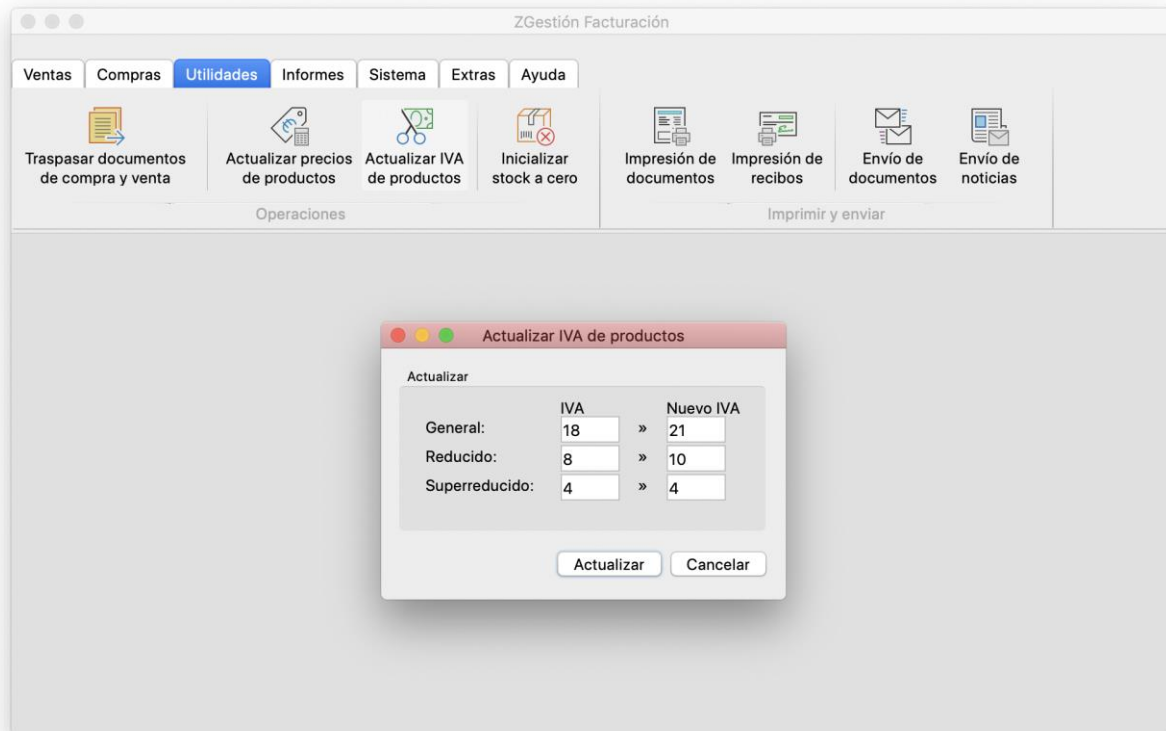 ZGestión Facturación
Ventas Compras Utilidades Informes Sistema Extras Ayuda
Traspasar documentos
de compra y venta
Actualizar precios
de productos
Actualizar IVA
de productos
Inicializar
stock a cero
Impresión de
documentos
Impresión de
recibos
Envío de
documentos
Envío de
noticias
Operaciones
Imprimir y enviar
Actualizar IVA de productos
Actualizar
IVA Nuevo IVA
General: 18 » 21
Reducido: 8 » 10
Superreducido: 4 » 4
Actualizar Cancelar